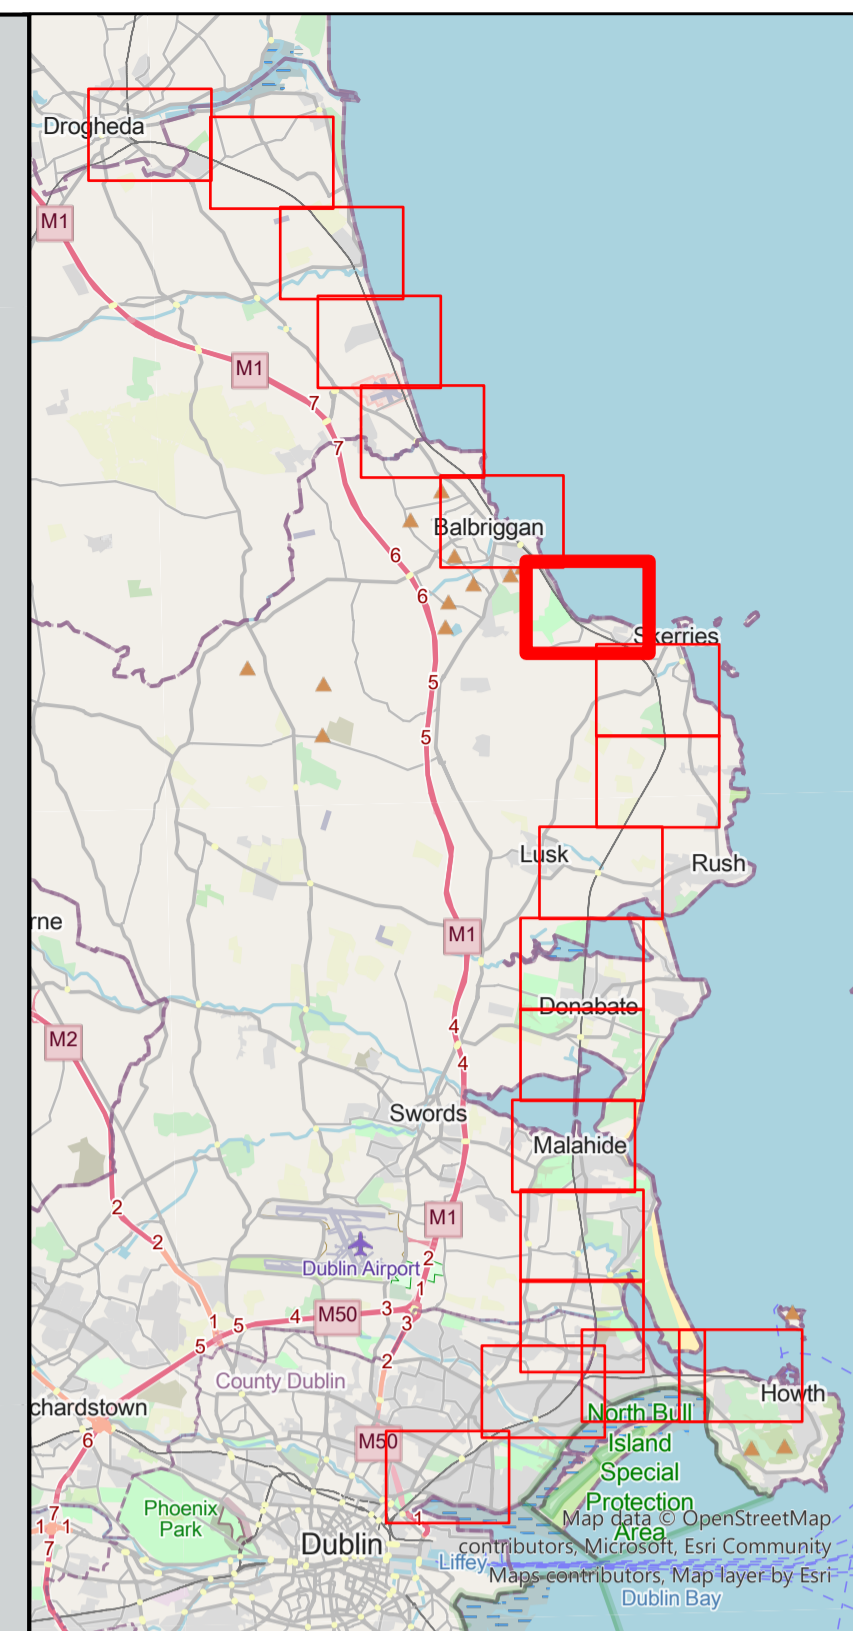 Drogheda
M1
M1
7
7
Balbriggan
6
6
Skerries
5
5
Lusk
Rush
rne
M1
Donabate
M2
4
4
Swords
Malahide
2
2
M1
Dublin Airport
2
1
M50
3
3
4
5
1
5
2
County Dublin
chardstown
6
Howth
M50
North Bull
Island
Special
Protection
Area
Phoenix
Park
7
1
1
7
1
Dublin
Liffey
Map data © OpenStreetMap
contributors, Microsoft, Esri Community
Maps contributors, Map layer by Esri
Dublin Bay